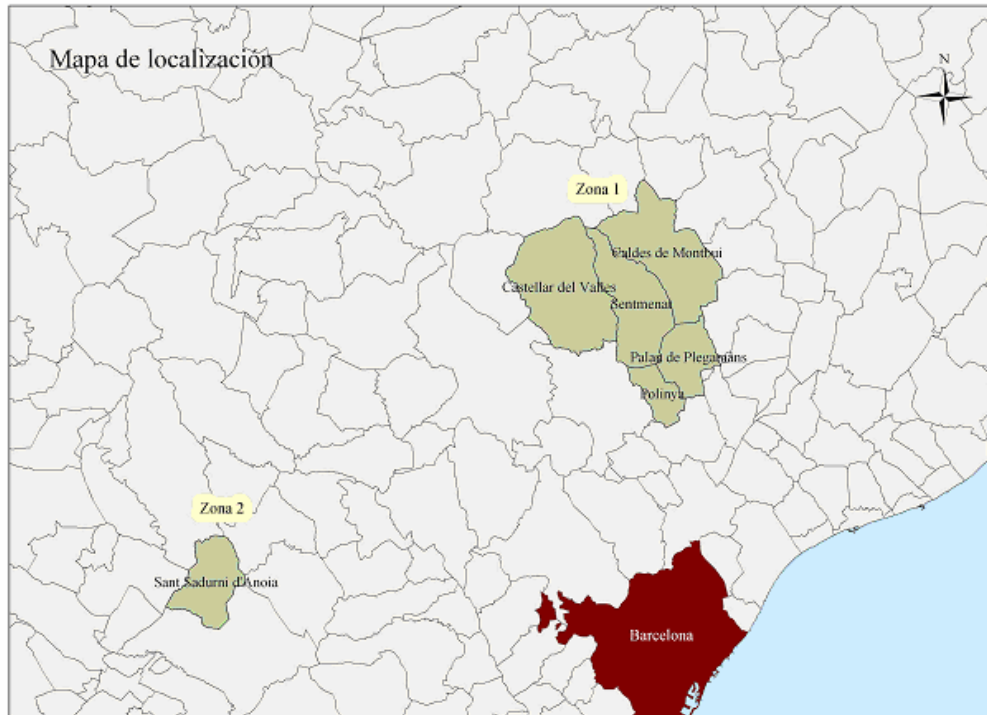 Mapa de localización
N
Zona 1
Caldes de Montbui
Castellar del Valles
Sentmenat
Palau de Plegamans
Polinya
Zona 2
Sant Sadurni d'Anoia
Barcelona